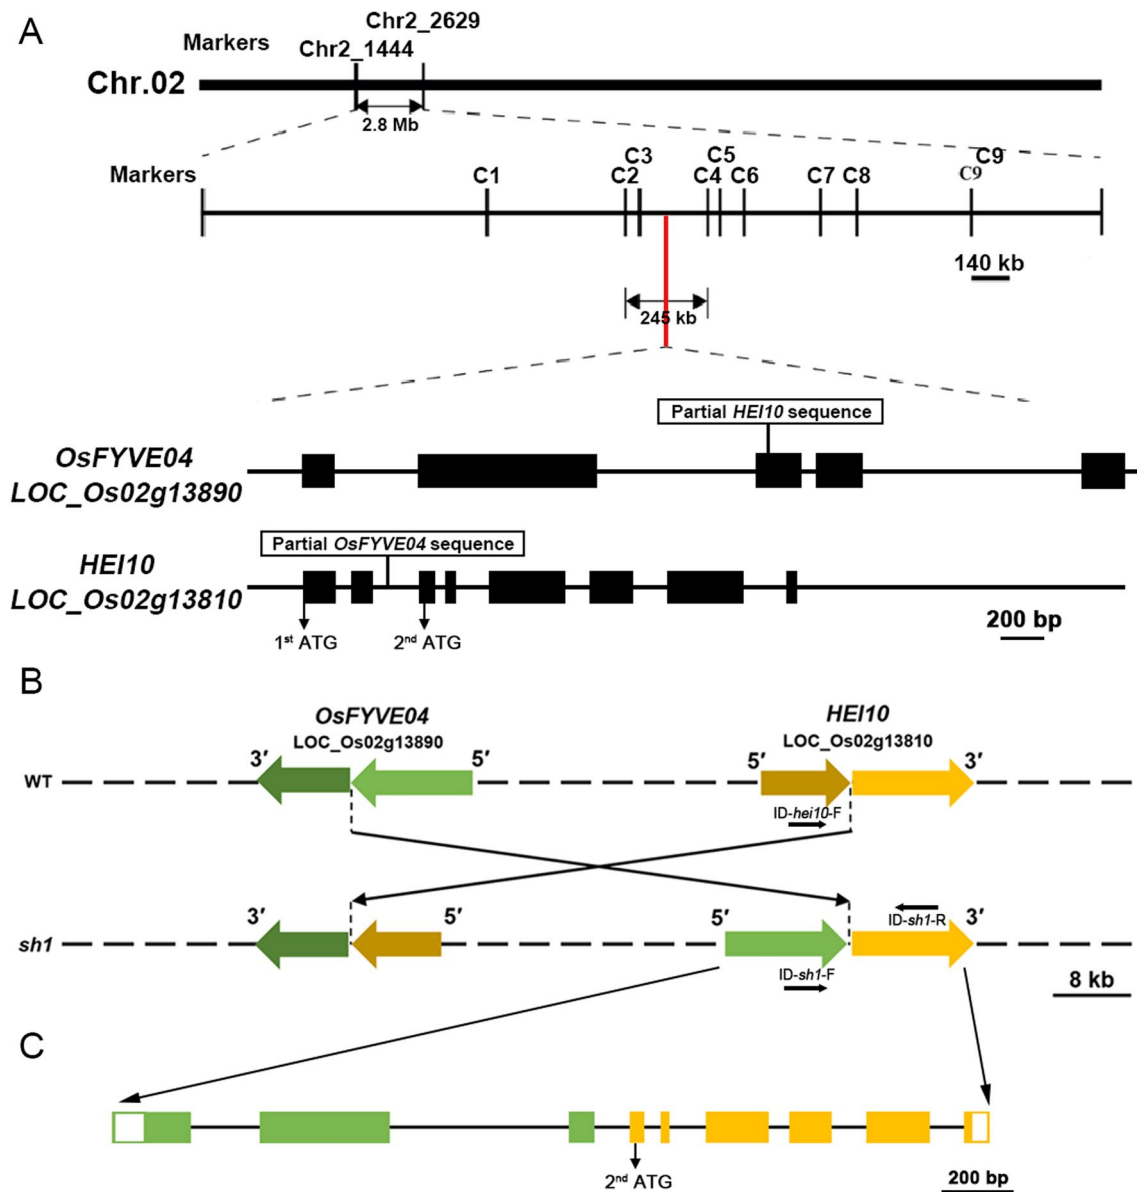 A
Chr2_2629
Markers
Chr2_1444
Chr.02
2.8 Mb
C3 C5 C9
Markers C1 C2 C4 C6 C7 C8 C9
140 kb
245 kb
Partial HEI10 sequence
OsFYVE04
LOC_Os02g13890
Partial OsFYVE04 sequence
HEI10
LOC_Os02g13810
1st ATG 2nd ATG
200 bp
B
OsFYVE04 HEI10
LOC_Os02g13890 LOC_Os02g13810
3′ 5′ 5′ 3′
WT
ID-hei10-F
3′ 5′ 5′ 3′
ID-sh1-R
sh1
ID-sh1-F
8 kb
C
2nd ATG
200 bp